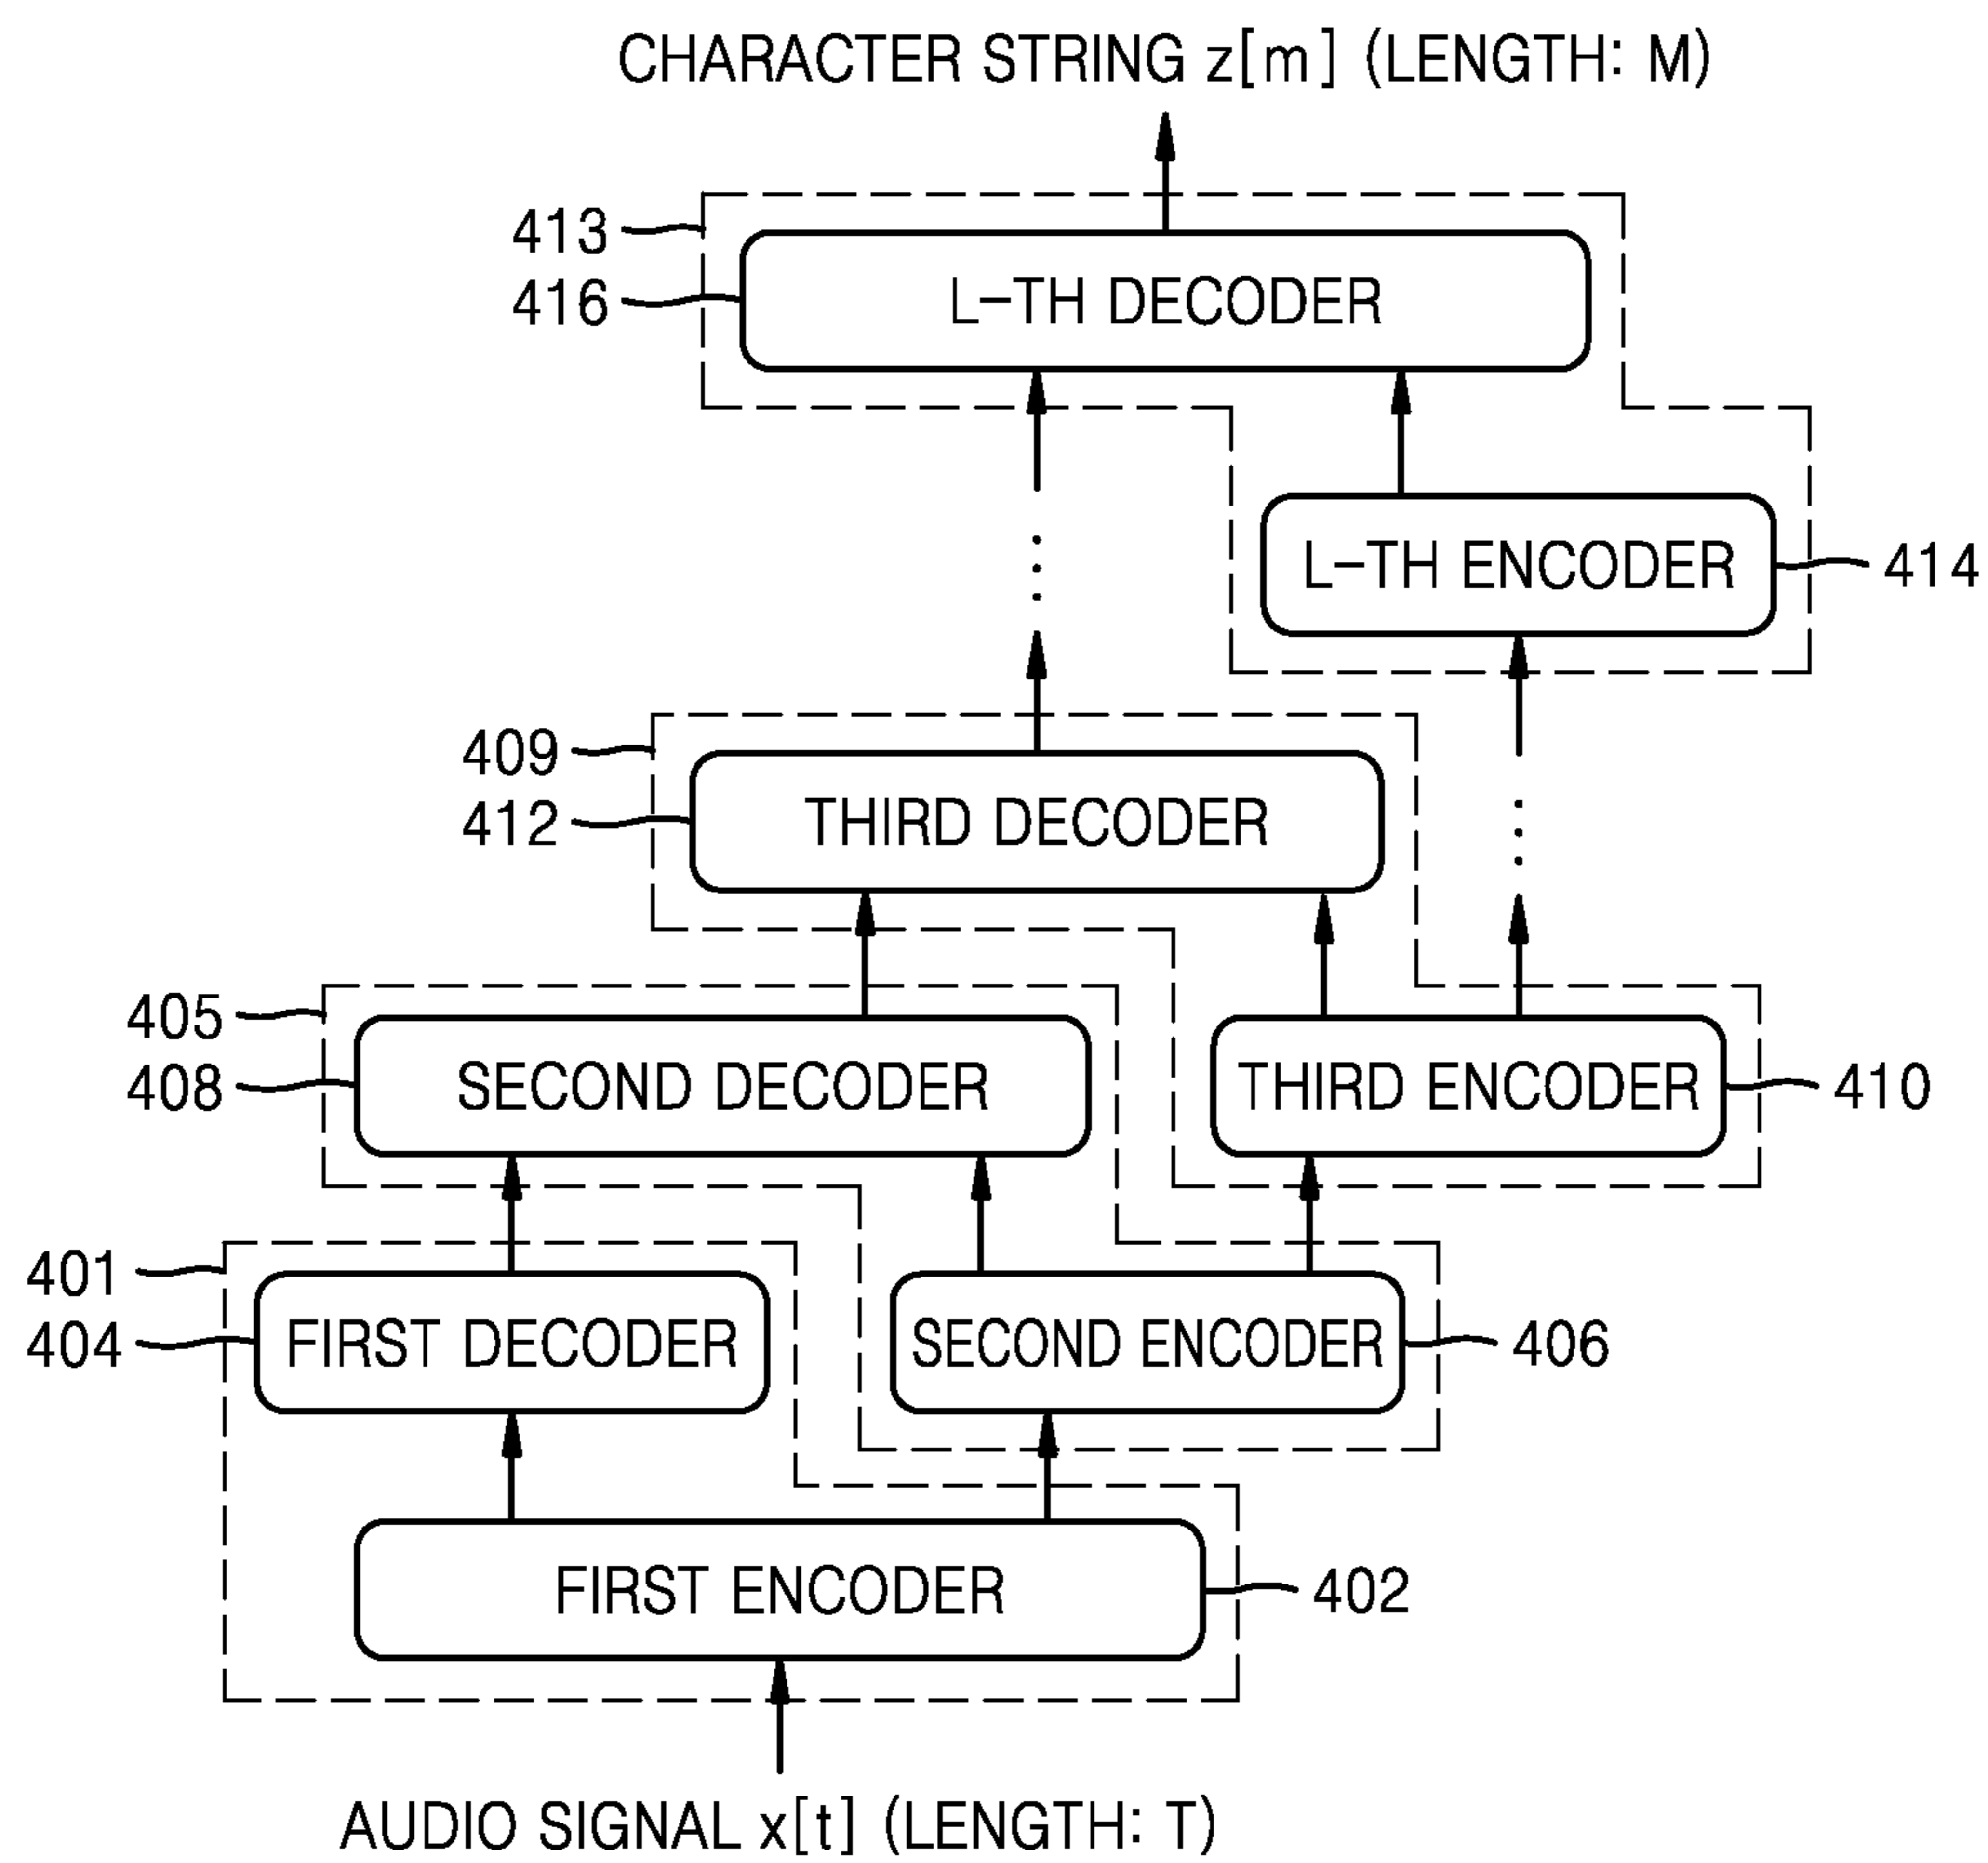 CHARACTER STRING z[m] (LENGTH: M)
413
416
L-TH DECODER
L-TH ENCODER
414
409
412
THIRD DECODER
405
408
SECOND DECODER
THIRD ENCODER
410
401
404
FIRST DECODER
SECOND ENCODER
406
FIRST ENCODER
402
AUDIO SIGNAL x[t] (LENGTH: T)